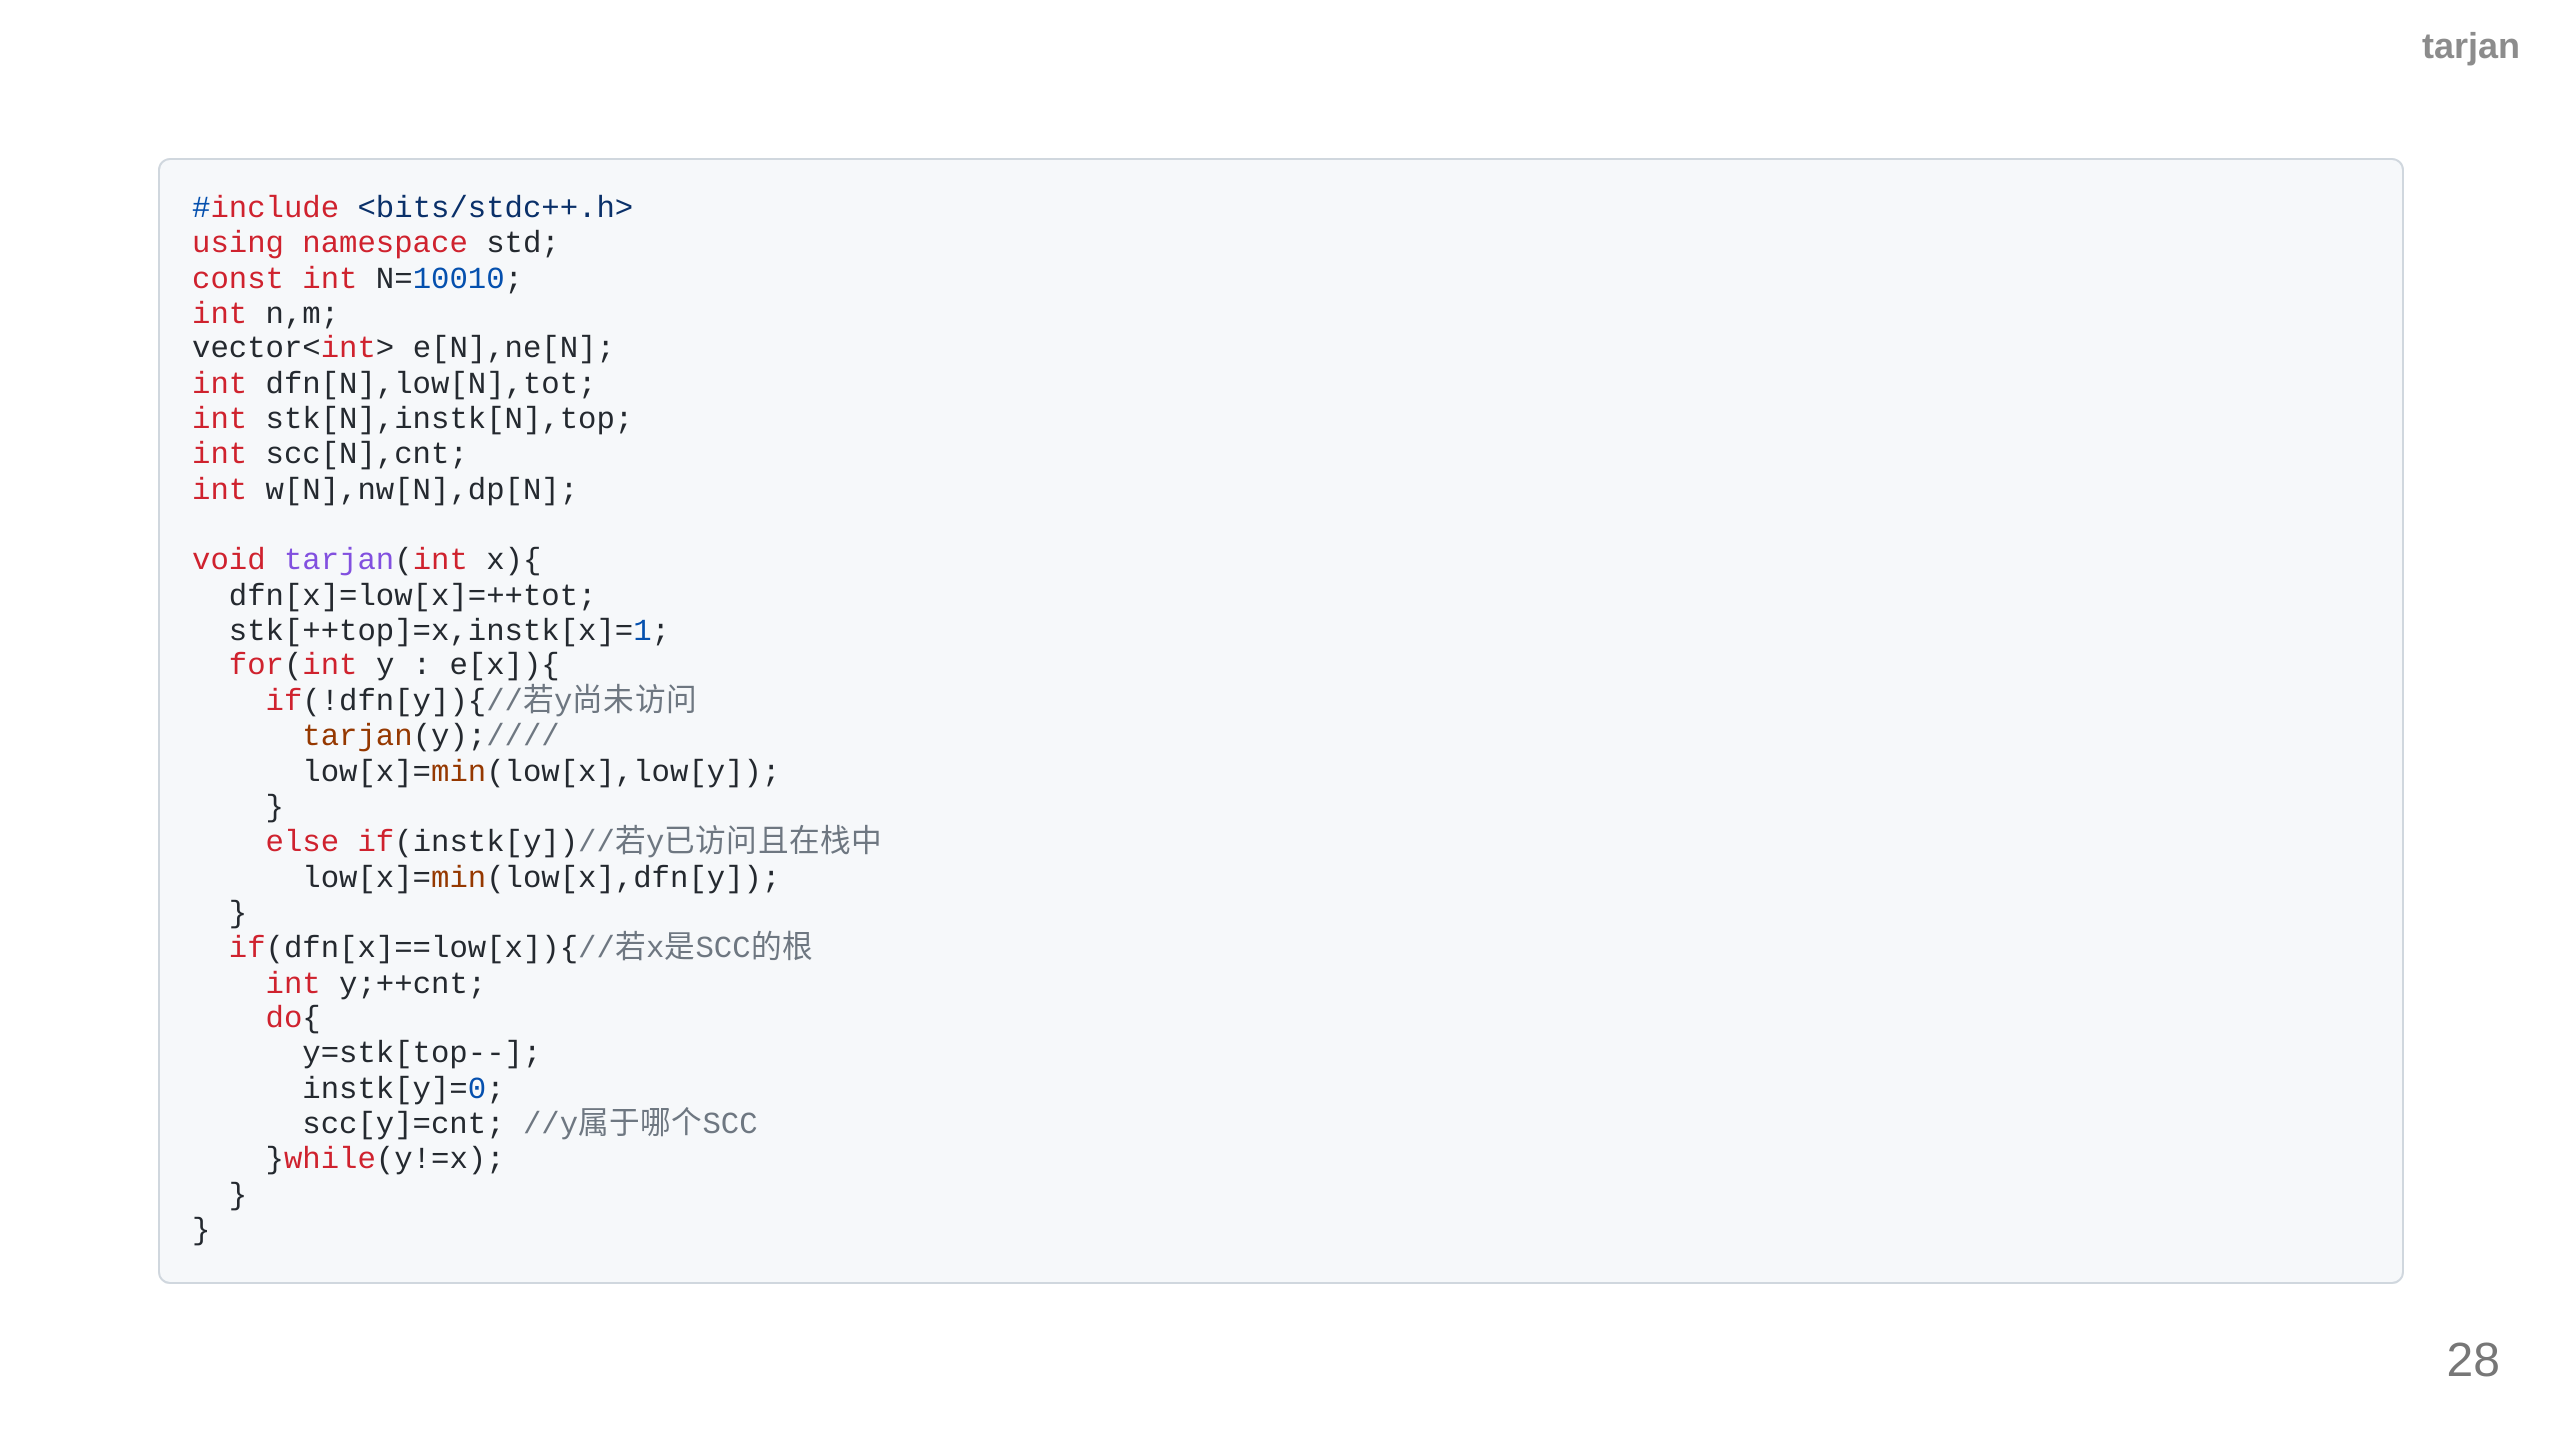 tarjan
#include <bits/stdc++.h>
using namespace std;
const int N=10010;
int n,m;
vector<int> e[N],ne[N];
int dfn[N],low[N],tot;
int stk[N],instk[N],top;
int scc[N],cnt;
int w[N],nw[N],dp[N];

void tarjan(int x){
  dfn[x]=low[x]=++tot;
  stk[++top]=x,instk[x]=1;
  for(int y : e[x]){
    if(!dfn[y]){//若y尚未访问
      tarjan(y);////
      low[x]=min(low[x],low[y]);
    }
    else if(instk[y])//若y已访问且在栈中
      low[x]=min(low[x],dfn[y]);
  }
  if(dfn[x]==low[x]){//若x是SCC的根
    int y;++cnt;
    do{
      y=stk[top--];
      instk[y]=0;
      scc[y]=cnt; //y属于哪个SCC
    }while(y!=x);
  }
}
28